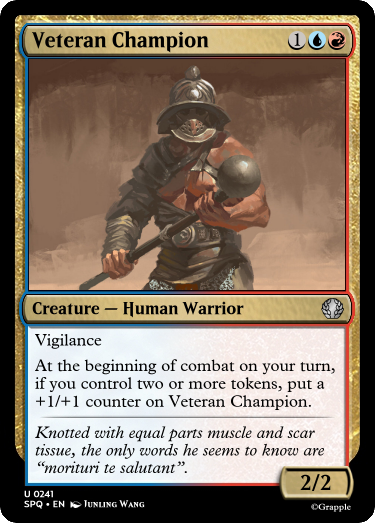 Veteran Champion 1
Creature — Human Warrior
Vigilance
At the beginning of combat on your turn,
if you control two or more tokens, put a
+1/+1 counter on Veteran Champion.
Knotted with equal parts muscle and scar
tissue, the only words he seems to know are
“morituri te salutant”.
2/2
U 0241
SPQ • EN JUNLING WANG
©Grapple